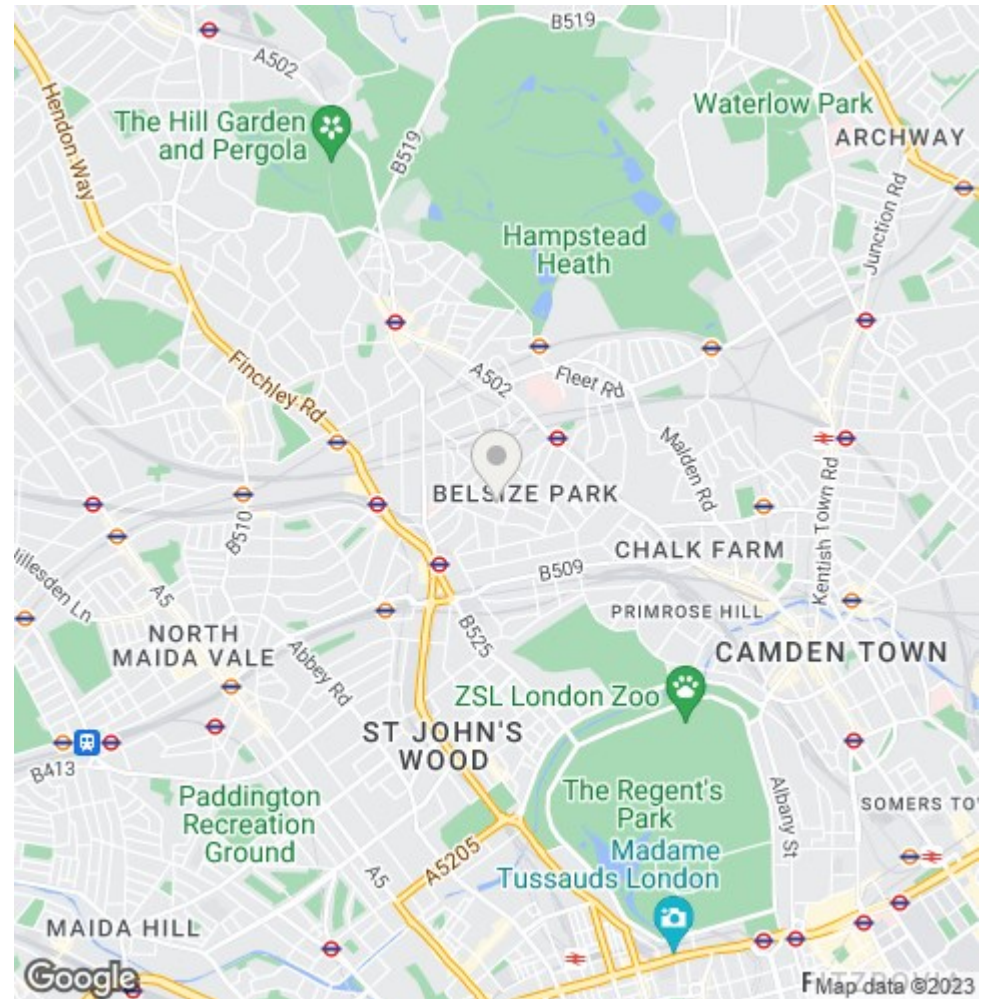 B519
A502
Hendon Way
The Hill Garden
and Pergola
B519
Waterlow Park
ARCHWAY
Junction Rd
Hampstead
Heath
Finchley Rd
A502
Fleet Rd
Malden Rd
BELSIZE PARK
B510
Kentish Town Rd
CHALK FARM
B509
A5
PRIMROSE HILL
NORTH
MAIDA VALE
Abbey Rd
B525
CAMDEN TOWN
ZSL London Zoo
ST JOHN'S
WOOD
B413
Paddington
Recreation
Ground
The Regent's
Park
Albany St
SOMERS
Madame
Tussauds London
A5205
A5
MAIDA HILL
Google
Map data ©2023